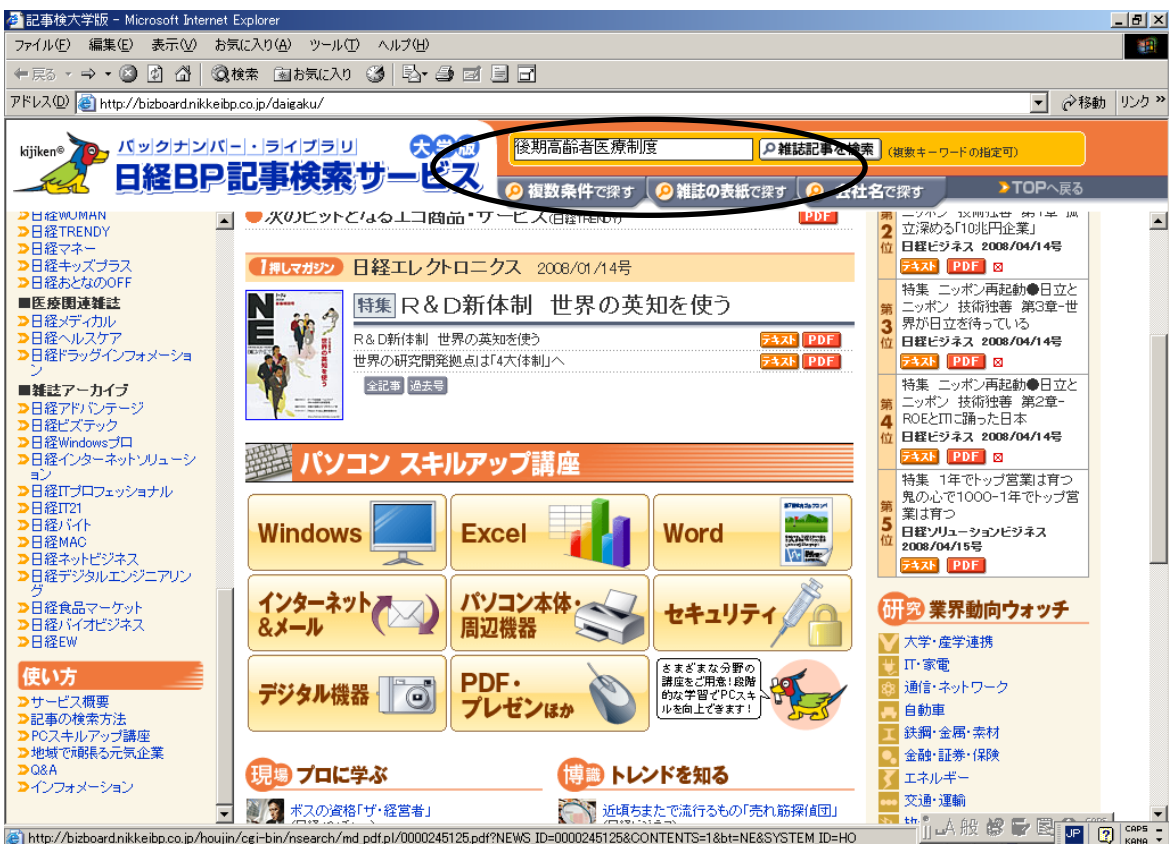 記事検大学版 - Microsoft Internet Explorer
ファイル(F) 編集(E) 表示(V) お気に入り(A) ツール(T) ヘルプ(H)
戻る 検索 お気に入り
アドレス(D) http://bizboard.nikkeibp.co.jp/daigaku/ 移動 リンク »
kijiken® バックナンバー・ライブラリ 大学版
日経BP記事検索サービス
後期高齢者医療制度 雑誌記事を検索 (複数キーワードの指定可)
複数条件で探す 雑誌の表紙で探す 会社名で探す TOPへ戻る
日経WOMAN
日経TRENDY
日経マネー
日経キッズプラス
日経おとなのOFF
■医療関連雑誌
日経メディカル
日経ヘルスケア
日経ドラッグインフォメーショ
ン
■雑誌アーカイブ
日経アドバンテージ
日経ビズテック
日経Windowsプロ
日経インターネットソリューシ
ョン
日経ITプロフェッショナル
日経IT21
日経バイト
日経MAC
日経ネットビジネス
日経デジタルエンジニアリン
グ
日経食品マーケット
日経バイオビジネス
日経EW
使い方
サービス概要
記事の検索方法
PCスキルアップ講座
地域で頑張る元気企業
Q&A
インフォメーション
●次のヒットとなるエコ商品・サービス(日経TRENDY) PDF
1押しマガジン 日経エレクトロニクス 2008/01/14号
特集 R&D新体制 世界の英知を使う
R&D新体制 世界の英知を使う テキスト PDF
世界の研究開発拠点は「4大体制」へ テキスト PDF
全記事 過去号
パソコン スキルアップ講座
Windows Excel Word
インターネット&メール パソコン本体・周辺機器 セキュリティ
デジタル機器 PDF・プレゼンほか
さまざまな分野の
講座をご用意!段階
的な学習でPCスキ
ルを向上できます!
現場 プロに学ぶ
ボスの資格「ザ・経営者」
博識 トレンドを知る
近頃ちまたで流行るもの「売れ筋探偵団」
第2位
ニッポン 技術独善 第1章-孤
立深める「10兆円企業」
日経ビジネス 2008/04/14号
テキスト PDF
第3位
特集 ニッポン再起動●日立と
ニッポン 技術独善 第3章-世
界が日立を待っている
日経ビジネス 2008/04/14号
テキスト PDF
第4位
特集 ニッポン再起動●日立と
ニッポン 技術独善 第2章-
ROEとITに踊った日本
日経ビジネス 2008/04/14号
テキスト PDF
第5位
特集 1年でトップ営業は育つ
鬼の心で1000-1年でトップ営
業は育つ
日経ソリューションビジネス
2008/04/15号
テキスト PDF
研究 業界動向ウォッチ
大学・産学連携
IT・家電
通信・ネットワーク
自動車
鉄鋼・金属・素材
金融・証券・保険
エネルギー
交通・運輸
http://bizboard.nikkeibp.co.jp/houjin/cgi-bin/nsearch/md_pdf.pl/0000245125.pdf?NEWS_ID=0000245125&CONTENTS=1&bt=NE&SYSTEM_ID=HO
A 般 JP CAPS KANA